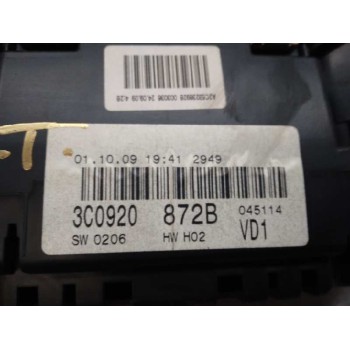 01.10.09 19:41 2949
3C0920 872B 045114
SW 0206 HW H02 VD1